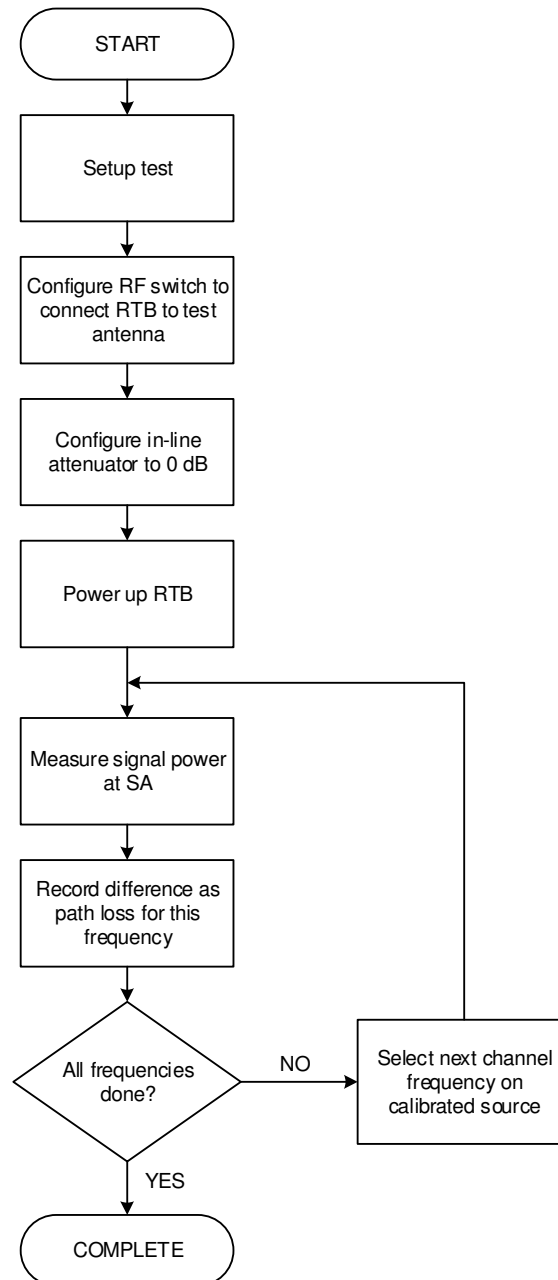 START
Setup test
Configure RF switch to
connect RTB to test
antenna
Configure in-line
attenuator to 0 dB
Power up RTB
Measure signal power
at SA
Record difference as
path loss for this
frequency
All frequencies
done?
NO
Select next channel
frequency on
calibrated source
YES
COMPLETE